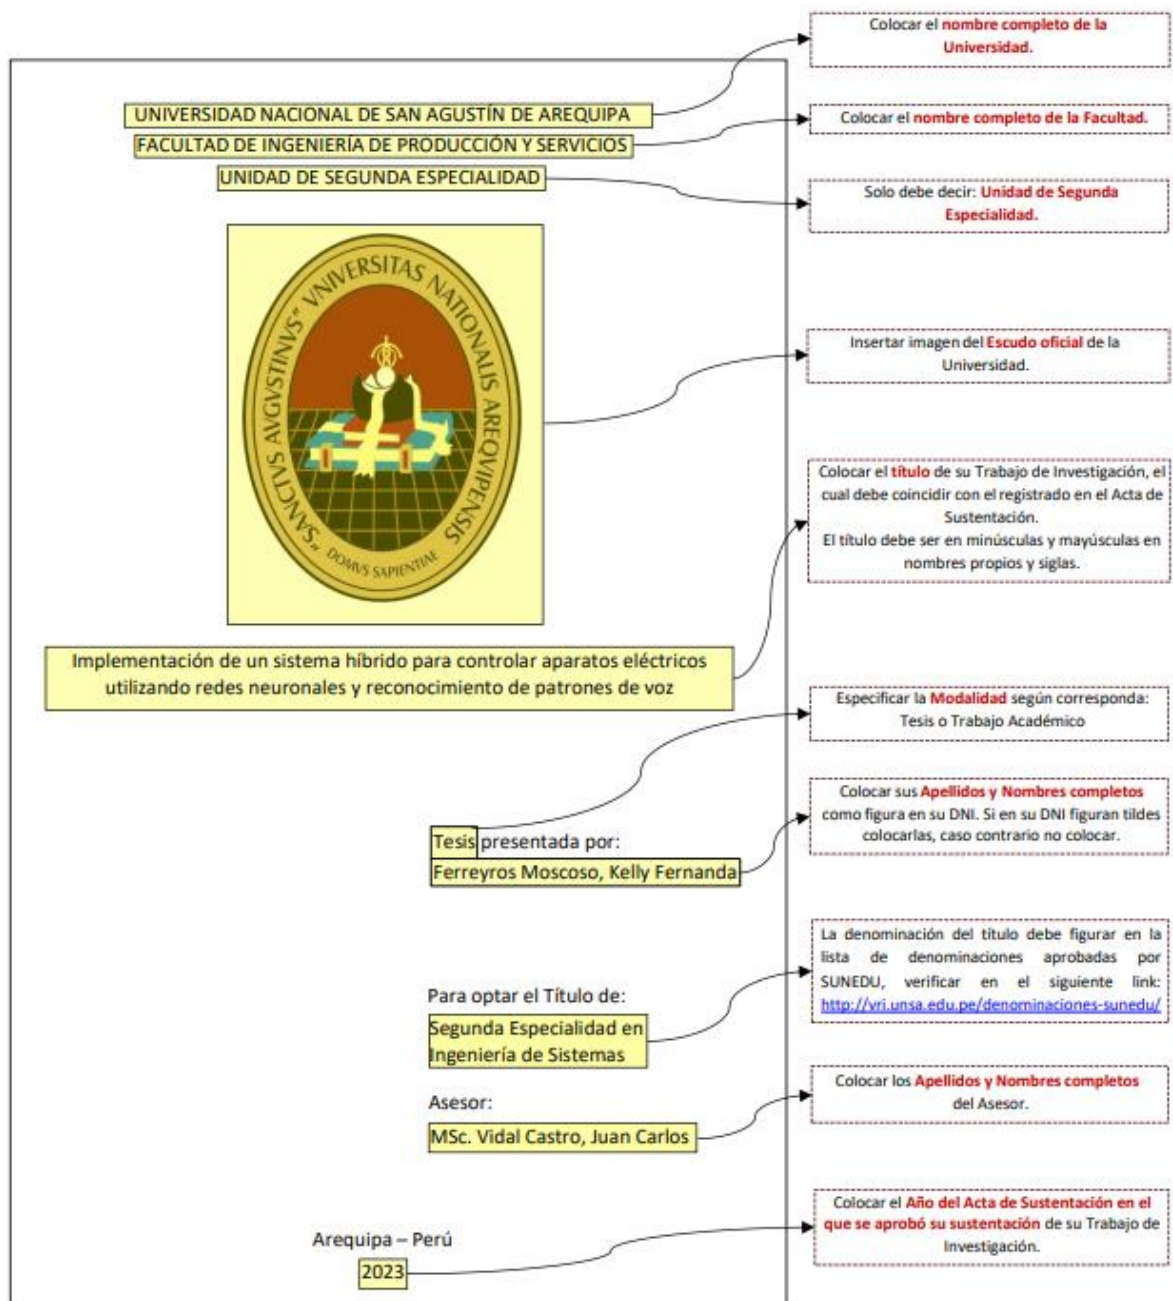 Colocar el nombre completo de la
Universidad.
UNIVERSIDAD NACIONAL DE SAN AGUSTÍN DE AREQUIPA
Colocar el nombre completo de la Facultad.
FACULTAD DE INGENIERÍA DE PRODUCCIÓN Y SERVICIOS
UNIDAD DE SEGUNDA ESPECIALIDAD
Solo debe decir: Unidad de Segunda
Especialidad.
"SANCTVS AVGVSTINVS" VNIVERSITAS NATIONALIS AREQVIPENSIS
DOMVS SAPIENTIAE
Insertar imagen del Escudo oficial de la
Universidad.
Colocar el título de su Trabajo de Investigación, el
cual debe coincidir con el registrado en el Acta de
Sustentación.
El título debe ser en minúsculas y mayúsculas en
nombres propios y siglas.
Implementación de un sistema híbrido para controlar aparatos eléctricos
utilizando redes neuronales y reconocimiento de patrones de voz
Especificar la Modalidad según corresponda:
Tesis o Trabajo Académico
Colocar sus Apellidos y Nombres completos
como figura en su DNI. Si en su DNI figuran tildes
colocarlas, caso contrario no colocar.
Tesis presentada por:
Ferreyros Moscoso, Kelly Fernanda
La denominación del título debe figurar en la
lista de denominaciones aprobadas por
SUNEDU, verificar en el siguiente link:
http://vri.unsa.edu.pe/denominaciones-sunedu/
Para optar el Título de:
Segunda Especialidad en
Ingeniería de Sistemas
Colocar los Apellidos y Nombres completos
del Asesor.
Asesor:
MSc. Vidal Castro, Juan Carlos
Colocar el Año del Acta de Sustentación en el
que se aprobó su sustentación de su Trabajo de
Investigación.
Arequipa – Perú
2023